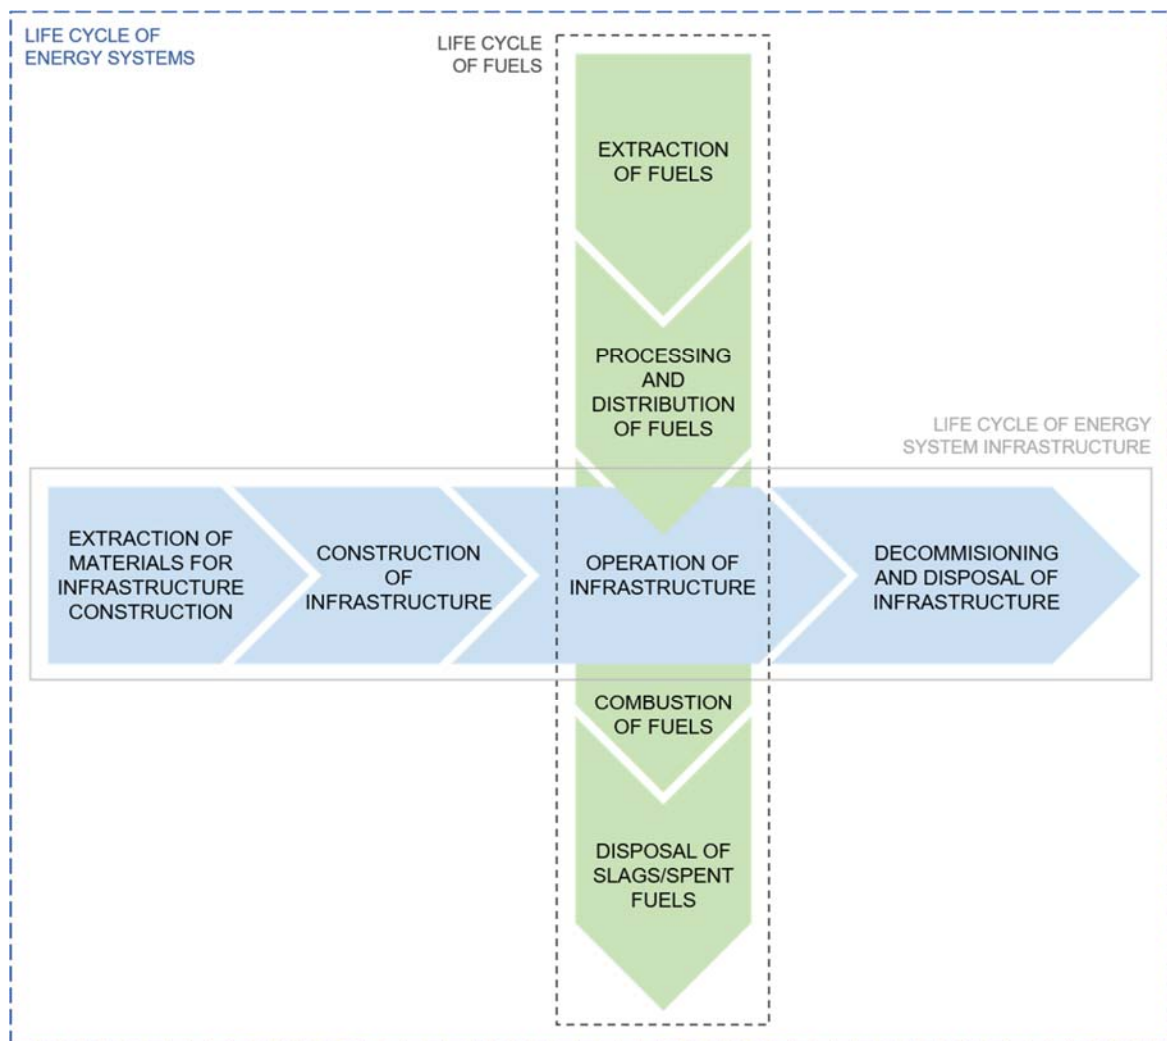 LIFE CYCLE OF
ENERGY SYSTEMS
LIFE CYCLE
OF FUELS
EXTRACTION
OF FUELS
PROCESSING
AND
DISTRIBUTION
OF FUELS
LIFE CYCLE OF ENERGY
SYSTEM INFRASTRUCTURE
EXTRACTION OF
MATERIALS FOR
INFRASTRUCTURE
CONSTRUCTION
CONSTRUCTION
OF
INFRASTRUCTURE
OPERATION OF
INFRASTRUCTURE
DECOMMISIONING
AND DISPOSAL OF
INFRASTRUCTURE
COMBUSTION
OF FUELS
DISPOSAL OF
SLAGS/SPENT
FUELS